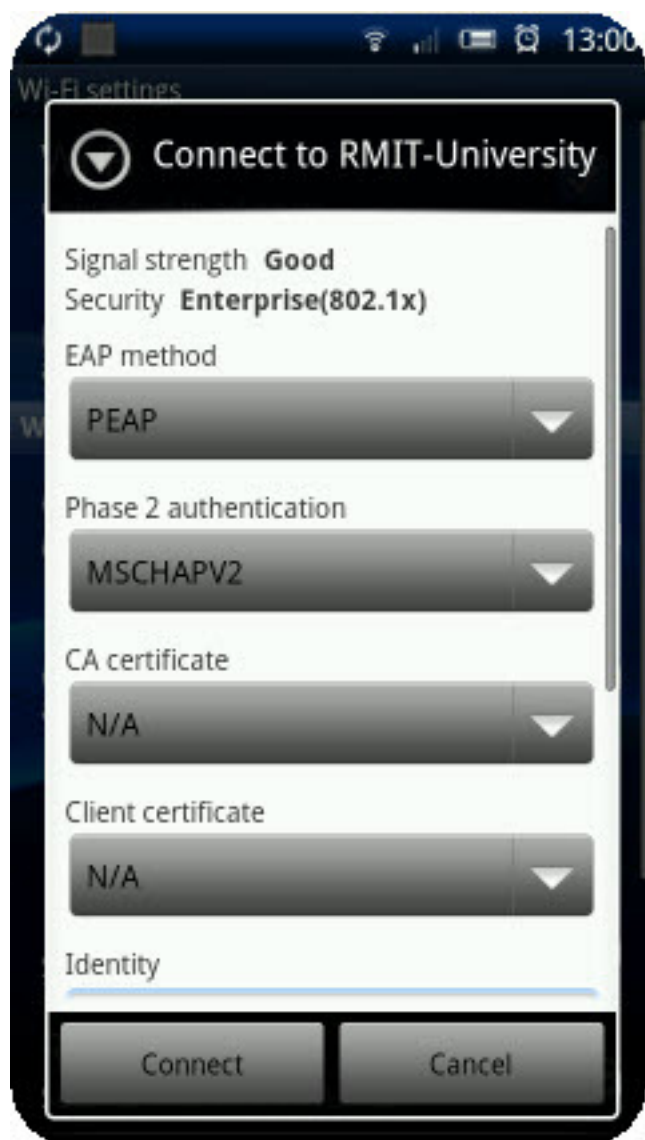 13:00
Wi-Fi settings
Connect to RMIT-University
Signal strength Good
Security Enterprise(802.1x)
EAP method
PEAP
Phase 2 authentication
MSCHAPV2
CA certificate
N/A
Client certificate
N/A
Identity
Connect Cancel